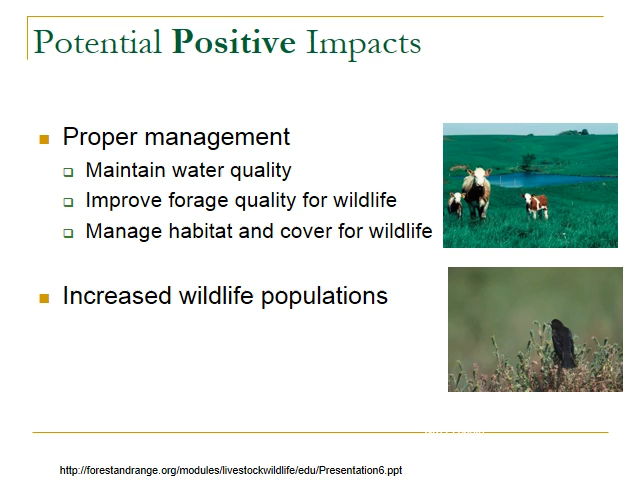 Potential Positive Impacts
Proper management
Maintain water quality
Improve forage quality for wildlife
Manage habitat and cover for wildlife
Increased wildlife populations
http://forestandrange.org/modules/livestockwildlife/edu/Presentation6.ppt